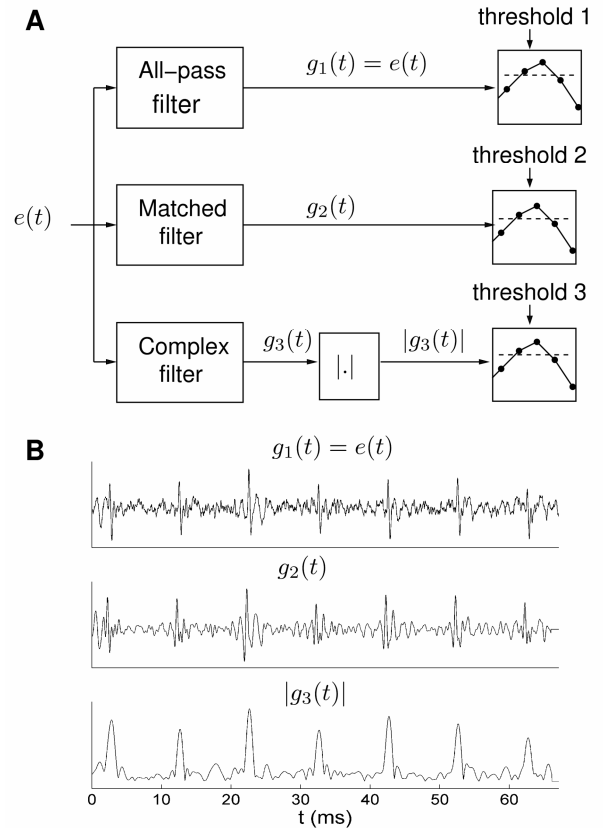 A
threshold 1
All-pass
filter
g₁(t) = e(t)
threshold 2
e(t)
Matched
filter
g₂(t)
threshold 3
Complex
filter
g₃(t)
|.|
|g₃(t)|
B
g₁(t) = e(t)
g₂(t)
|g₃(t)|
0 10 20 30 40 50 60
t (ms)